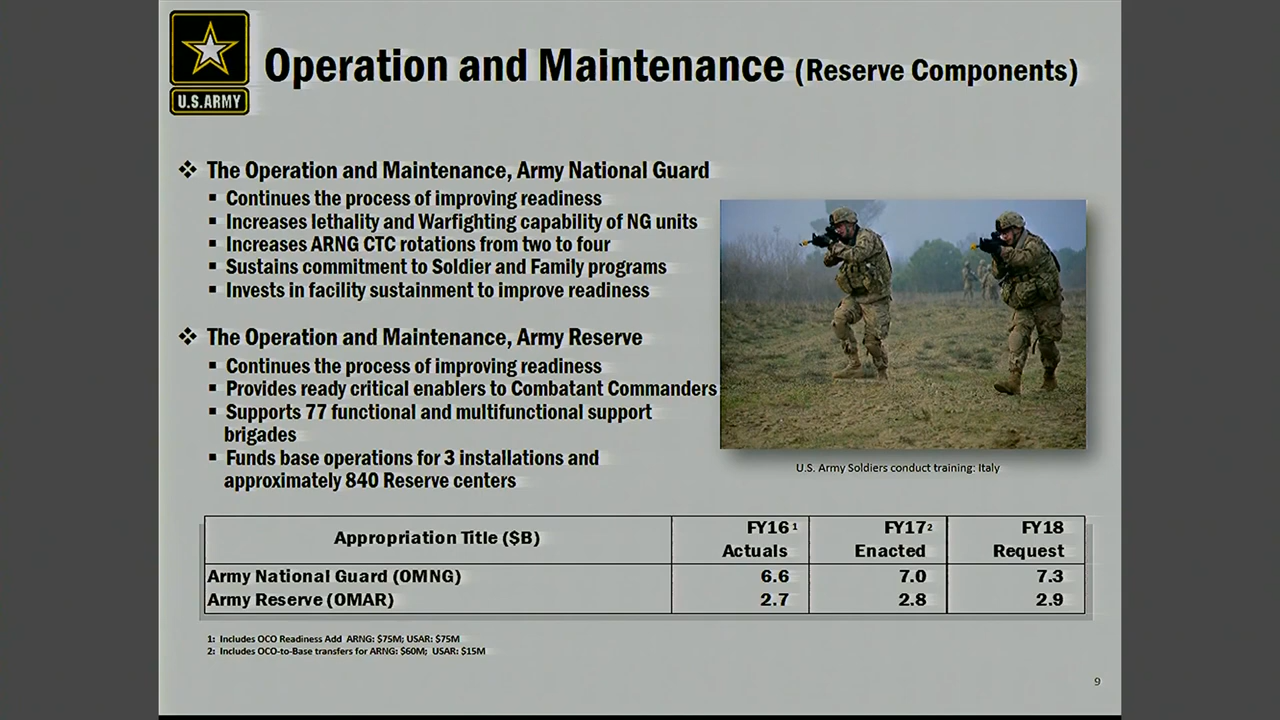 U.S.ARMY
Operation and Maintenance (Reserve Components)
❖ The Operation and Maintenance, Army National Guard
▪ Continues the process of improving readiness
▪ Increases lethality and Warfighting capability of NG units
▪ Increases ARNG CTC rotations from two to four
▪ Sustains commitment to Soldier and Family programs
▪ Invests in facility sustainment to improve readiness
❖ The Operation and Maintenance, Army Reserve
▪ Continues the process of improving readiness
▪ Provides ready critical enablers to Combatant Commanders
▪ Supports 77 functional and multifunctional support
brigades
▪ Funds base operations for 3 installations and
approximately 840 Reserve centers
U.S. Army Soldiers conduct training: Italy
Appropriation Title ($B) FY16 1 FY17 2 FY18
Actuals Enacted Request
Army National Guard (OMNG) 6.6 7.0 7.3
Army Reserve (OMAR) 2.7 2.8 2.9
1: Includes OCO Readiness Add ARNG: $75M; USAR: $75M
2: Includes OCO-to-Base transfers for ARNG: $60M; USAR: $15M
9